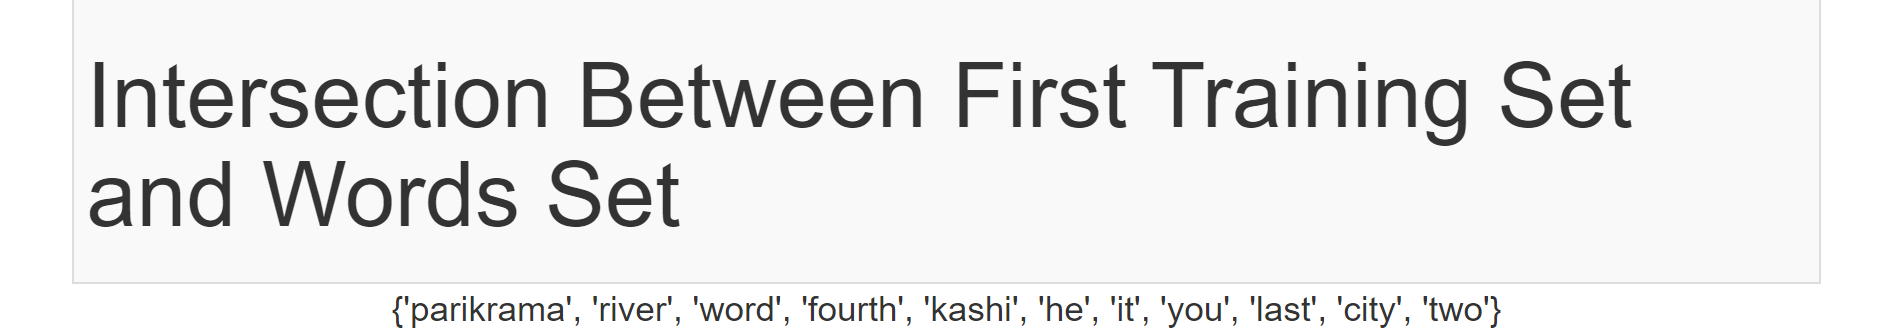 Intersection Between First Training Set
and Words Set
{'parikrama', 'river', 'word', 'fourth', 'kashi', 'he', 'it', 'you', 'last', 'city', 'two'}